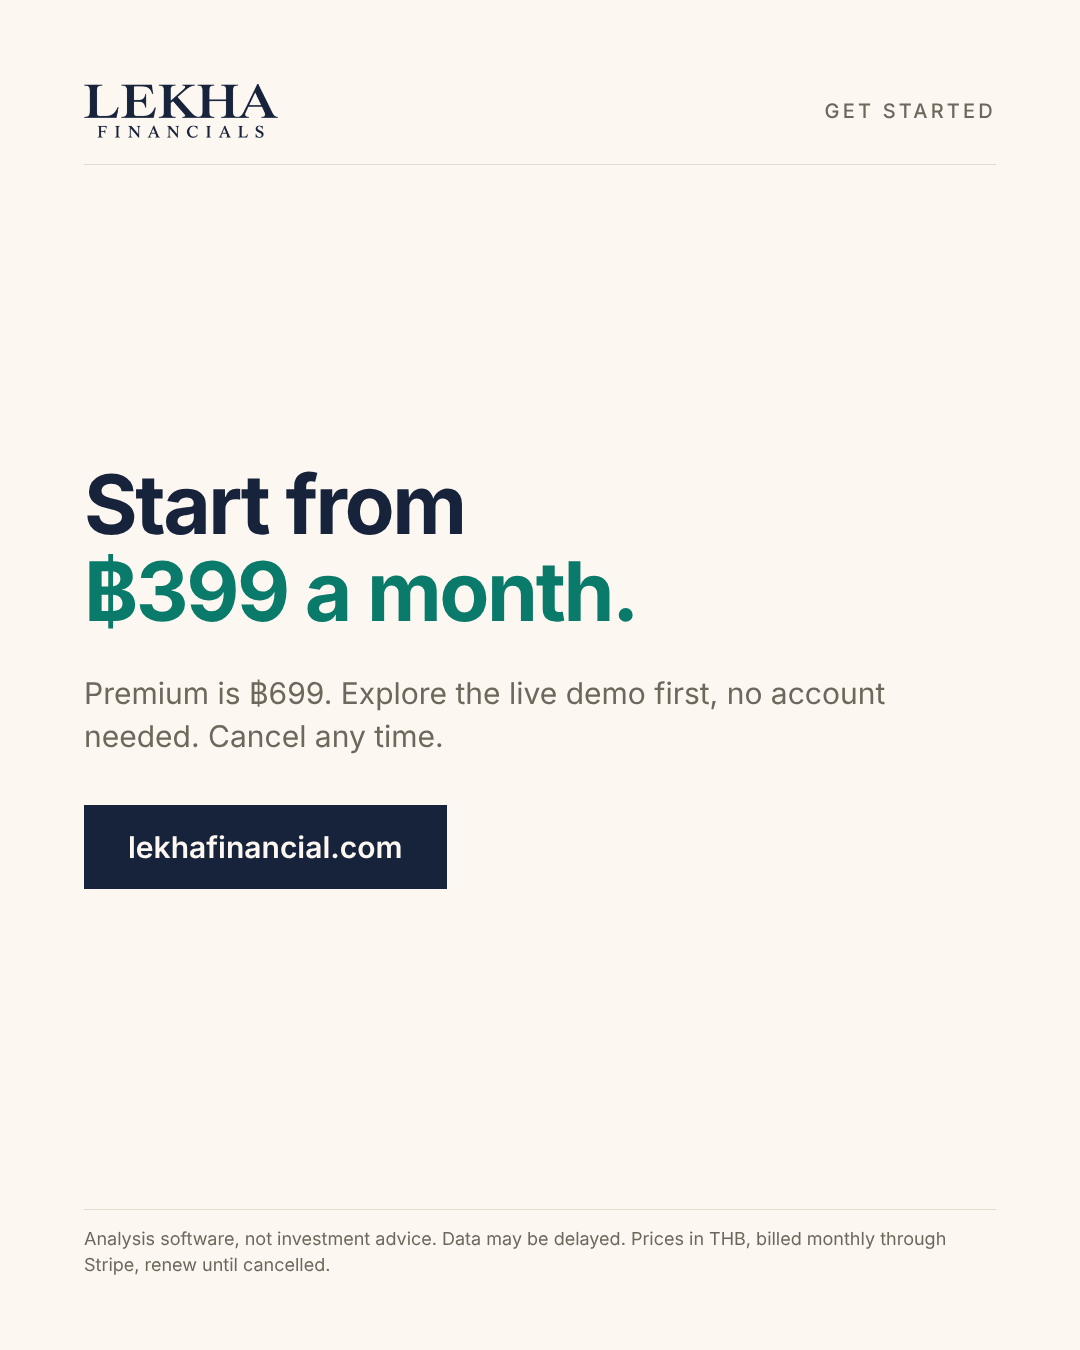 LEKHA
FINANCIALS
GET STARTED
Start from
฿399 a month.
Premium is ฿699. Explore the live demo first, no account
needed. Cancel any time.
lekhafinancial.com
Analysis software, not investment advice. Data may be delayed. Prices in THB, billed monthly through
Stripe, renew until cancelled.